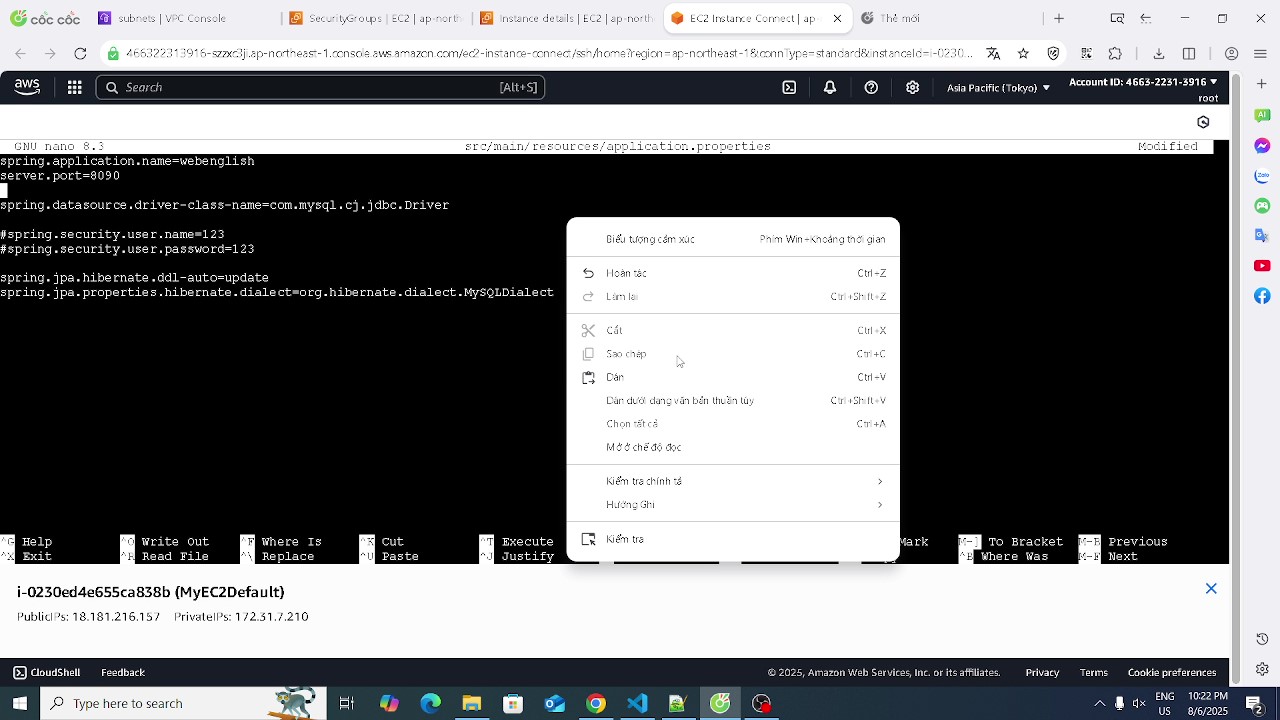 cốc cốc
subnets | VPC Console
SecurityGroups | EC2 | ap-north
Instance details | EC2 | ap-north
EC2 Instance Connect | ap-
Thẻ mới
466322313916-szzxc3ji.ap-northeast-1.console.aws.amazon.com/ec2-instance-connect/ssh/home?region=ap-northeast-1&connType=standard&instanceId=i-0230...
aws
Search
[Alt+S]
Asia Pacific (Tokyo)
Account ID: 4663-2231-3916
root
GNU nano 8.3
src/main/resources/application.properties
Modified
spring.application.name=webenglish
server.port=8090
spring.datasource.driver-class-name=com.mysql.cj.jdbc.Driver
#spring.security.user.name=123
#spring.security.user.password=123
spring.jpa.hibernate.ddl-auto=update
spring.jpa.properties.hibernate.dialect=org.hibernate.dialect.MySQLDialect
Biểu tượng cảm xúc Phím Win+Khoảng thời gian
Hoàn tác Ctrl+Z
Làm lại Ctrl+Shift+Z
Cắt Ctrl+X
Sao chép Ctrl+C
Dán Ctrl+V
Dán dưới dạng văn bản thuần túy Ctrl+Shift+V
Chọn tất cả Ctrl+A
Mở ở chế độ đọc
Kiểm tra chính tả
Hướng Ghi
Kiểm tra
^G Help ^O Write Out ^F Where Is ^K Cut ^T Execute Mark M-] To Bracket M-B Previous
^X Exit ^R Read File ^\ Replace ^U Paste ^J Justify ^B Where Was M-F Next
i-0230ed4e655ca838b (MyEC2Default)
PublicIPs: 18.181.216.157 PrivateIPs: 172.31.7.210
CloudShell Feedback
© 2025, Amazon Web Services, Inc. or its affiliates. Privacy Terms Cookie preferences
AI
Zalo
Type here to search
ENG
US
10:22 PM
8/6/2025
2